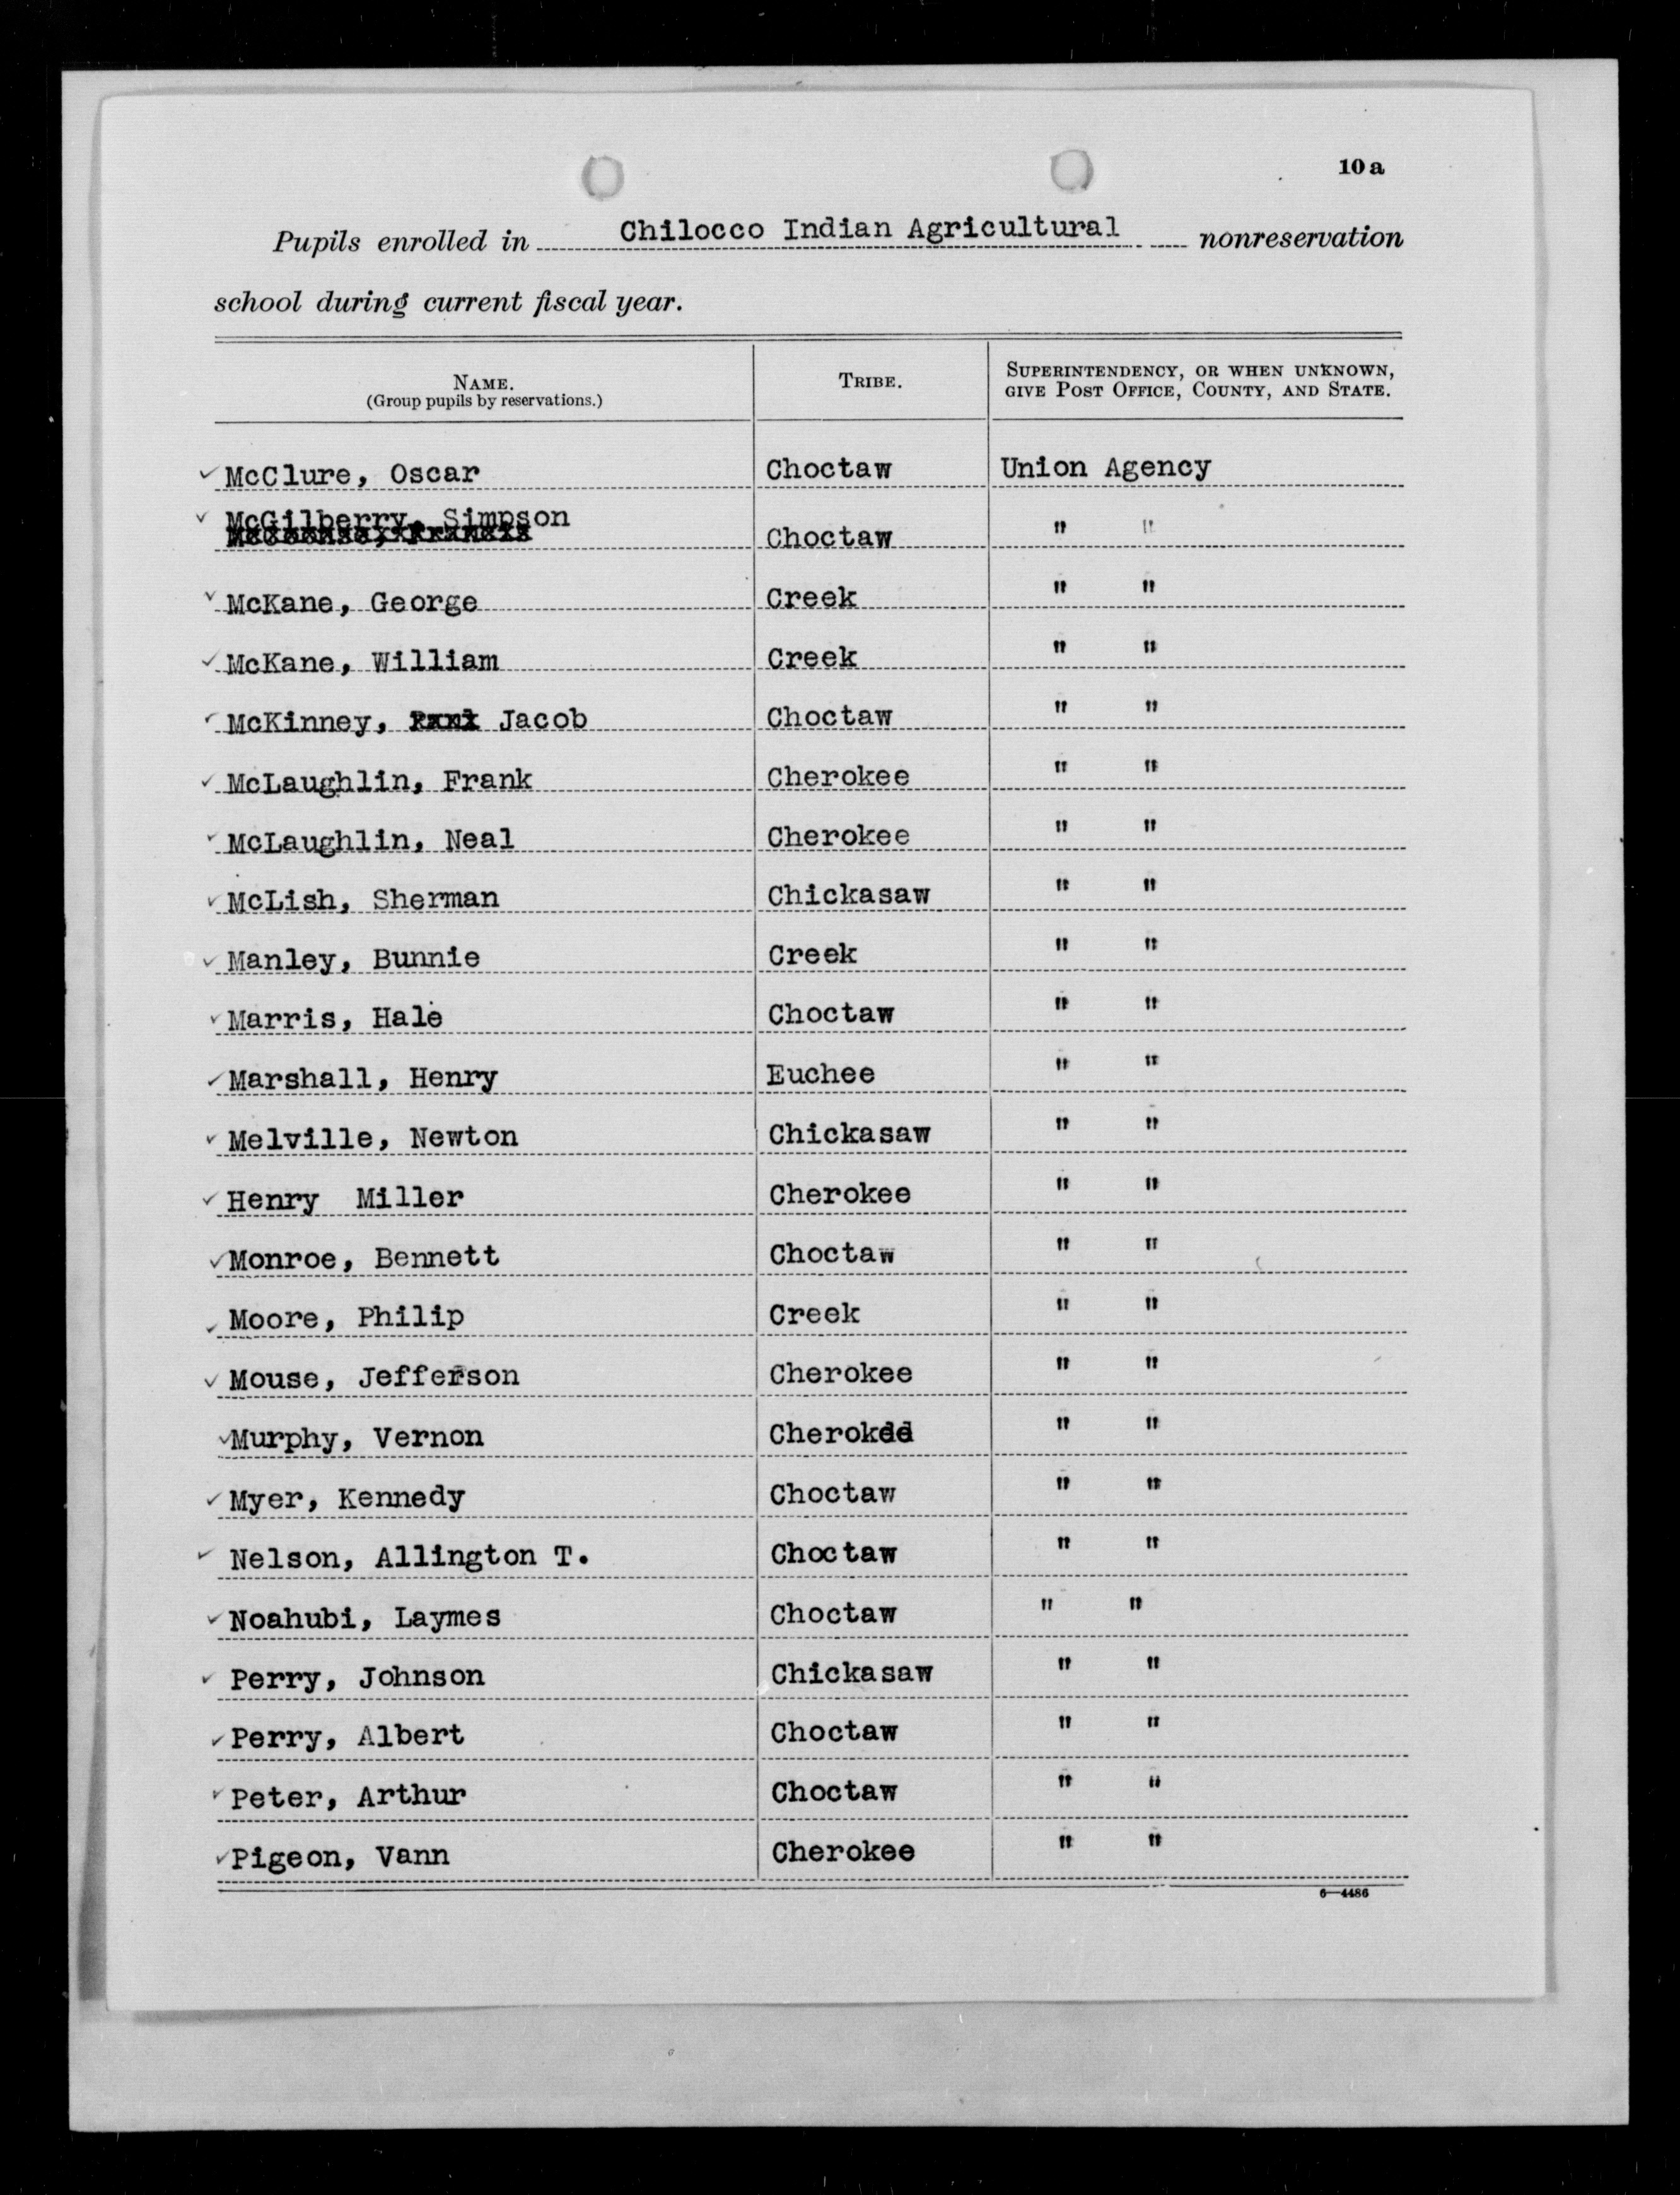 10 a
Pupils enrolled in Chilocco Indian Agricultural nonreservation
school during current fiscal year.
NAME. TRIBE. SUPERINTENDENCY, OR WHEN UNKNOWN,
(Group pupils by reservations.) GIVE POST OFFICE, COUNTY, AND STATE.
✓ McClure, Oscar Choctaw Union Agency
✓ McGilberry, Simpson
Choctaw " "
✓ McKane, George Creek " "
✓ McKane, William Creek " "
✓ McKinney, Jacob Choctaw " "
✓ McLaughlin, Frank Cherokee " "
✓ McLaughlin, Neal Cherokee " "
✓ McLish, Sherman Chickasaw " "
✓ Manley, Bunnie Creek " "
✓ Marris, Hale Choctaw " "
✓ Marshall, Henry Euchee " "
✓ Melville, Newton Chickasaw " "
✓ Henry Miller Cherokee " "
✓ Monroe, Bennett Choctaw " "
✓ Moore, Philip Creek " "
✓ Mouse, Jefferson Cherokee " "
✓ Murphy, Vernon Cherokdd " "
✓ Myer, Kennedy Choctaw " "
✓ Nelson, Allington T. Choctaw " "
✓ Noahubi, Laymes Choctaw " "
✓ Perry, Johnson Chickasaw " "
✓ Perry, Albert Choctaw " "
✓ Peter, Arthur Choctaw " "
✓ Pigeon, Vann Cherokee " "
6—4486